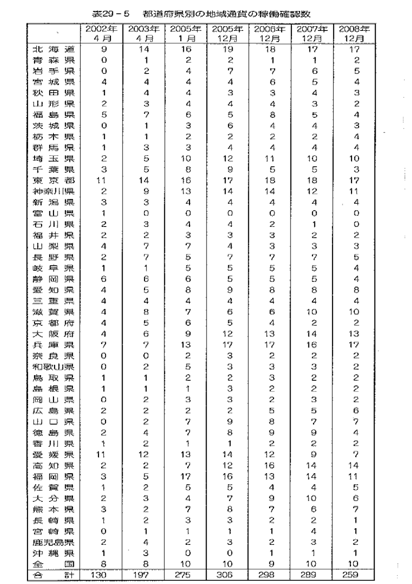 表29-5 都道府県別の地域通貨の稼働確認数
2002年4月 2003年4月 2005年1月 2005年12月 2006年12月 2007年12月 2008年12月
北海道 9 14 16 19 18 17 17
青森県 0 1 2 2 1 1 2
岩手県 0 2 4 7 7 6 5
宮城県 4 4 4 4 6 5 4
秋田県 1 4 4 3 3 4 3
山形県 2 3 4 4 4 3 2
福島県 5 7 6 5 8 5 4
茨城県 0 1 3 6 4 4 3
栃木県 1 1 2 2 2 2 4
群馬県 1 3 3 4 4 4 4
埼玉県 2 5 10 12 11 10 10
千葉県 3 5 8 9 5 5 3
東京都 11 14 16 17 18 18 17
神奈川県 2 9 13 14 14 12 11
新潟県 3 3 4 4 4 4 4
富山県 1 0 0 0 0 0 0
石川県 2 3 4 4 2 1 0
福井県 2 2 3 3 3 2 2
山梨県 4 7 7 4 3 3 3
長野県 2 7 5 7 7 7 5
岐阜県 1 1 5 5 5 5 4
静岡県 6 6 6 5 5 5 4
愛知県 4 5 8 9 8 8 8
三重県 4 4 4 4 4 4 4
滋賀県 4 8 7 6 6 10 10
京都府 4 5 6 5 4 2 2
大阪府 4 6 9 12 13 14 13
兵庫県 7 7 13 17 17 16 17
奈良県 0 0 2 3 2 2 2
和歌山県 0 2 5 3 3 3 2
鳥取県 1 1 2 2 3 2 2
島根県 1 1 1 3 2 2 2
岡山県 0 2 3 3 2 3 2
広島県 2 2 2 2 5 5 6
山口県 0 2 7 9 8 7 7
徳島県 2 4 7 8 9 9 4
香川県 1 2 1 1 2 2 2
愛媛県 11 12 13 14 12 9 7
高知県 2 2 7 12 16 14 14
福岡県 3 5 17 16 13 14 11
佐賀県 1 2 5 5 4 4 5
大分県 2 3 4 7 9 10 6
熊本県 3 2 7 8 7 6 7
長崎県 1 2 3 3 2 2 1
宮崎県 0 1 1 1 1 4 1
鹿児島県 2 4 2 3 2 3 2
沖縄県 1 3 0 0 1 1 1
全国 8 8 10 10 9 10 10
合計 130 197 275 306 298 289 259